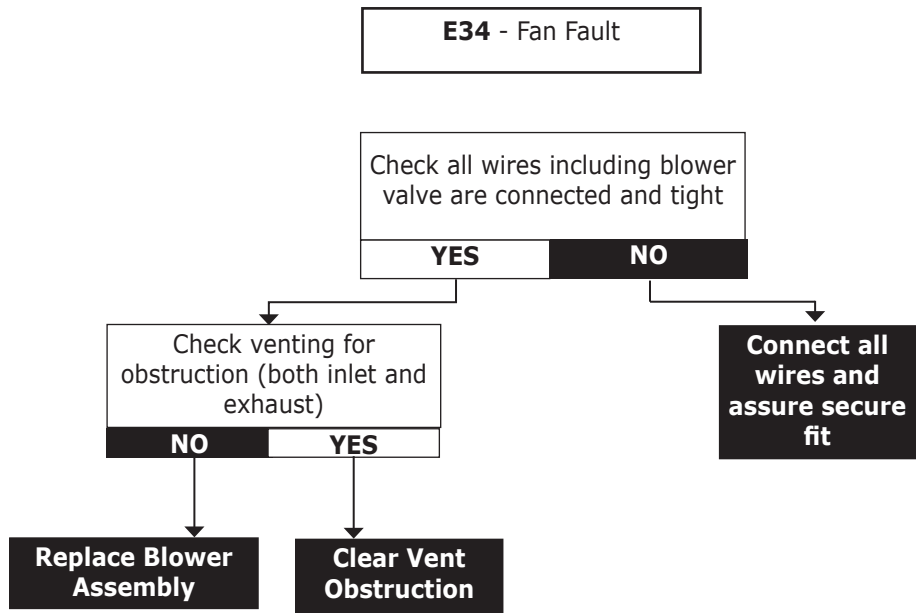 E34 - Fan Fault
Check all wires including blower
valve are connected and tight
YES
NO
Check venting for
obstruction (both inlet and
exhaust)
NO
YES
Connect all
wires and
assure secure
fit
Replace Blower
Assembly
Clear Vent
Obstruction